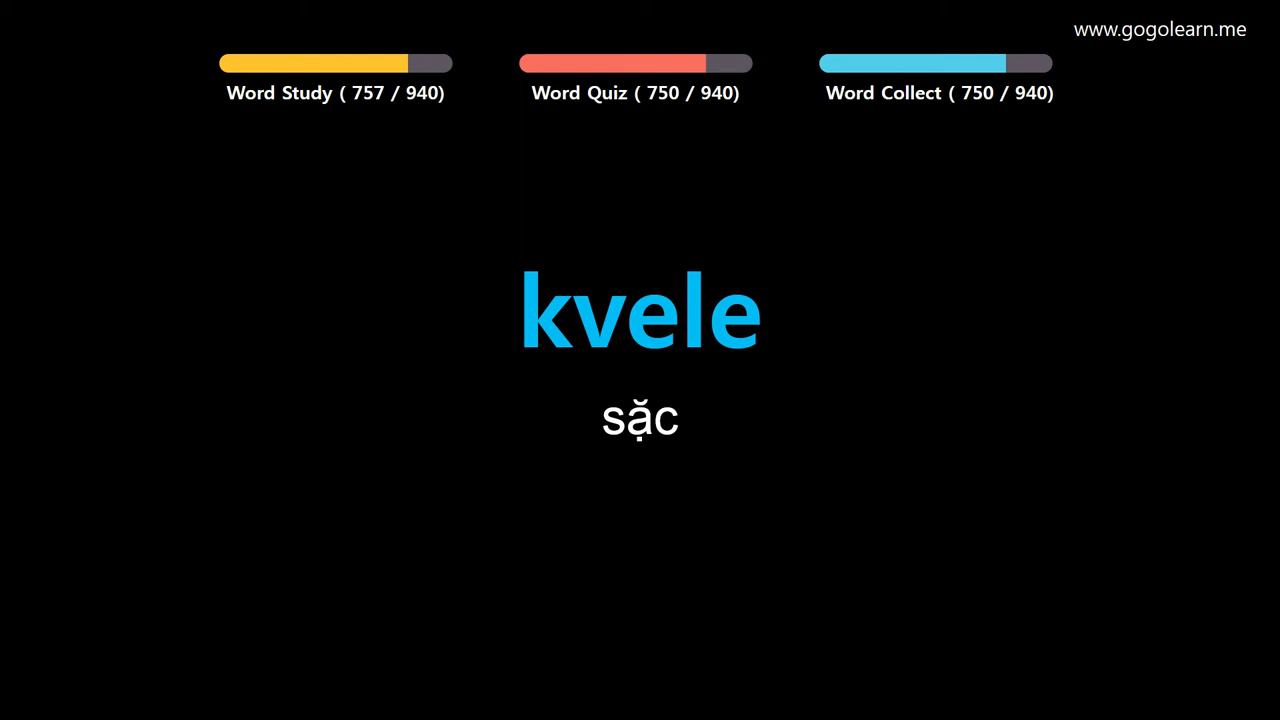 www.gogolearn.me
Word Study ( 757 / 940)
Word Quiz ( 750 / 940)
Word Collect ( 750 / 940)
kvele
sặc